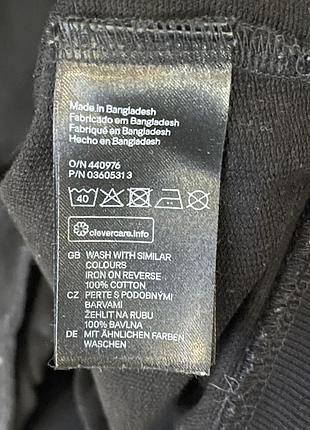 Made in Bangladesh
Fabricado em Bangladesh
Fabriqué en Bangladesh
Hecho en Bangladesh
O/N 440976
P/N 03605313
40
clevercare.info
GB WASH WITH SIMILAR
COLOURS
IRON ON REVERSE
100% COTTON
CZ PERTE S PODOBNÝMI
BARVAMI
ŽEHLIT NA RUBU
100% BAVLNA
DE MIT ÄHNLICHEN FARBEN
WASCHEN